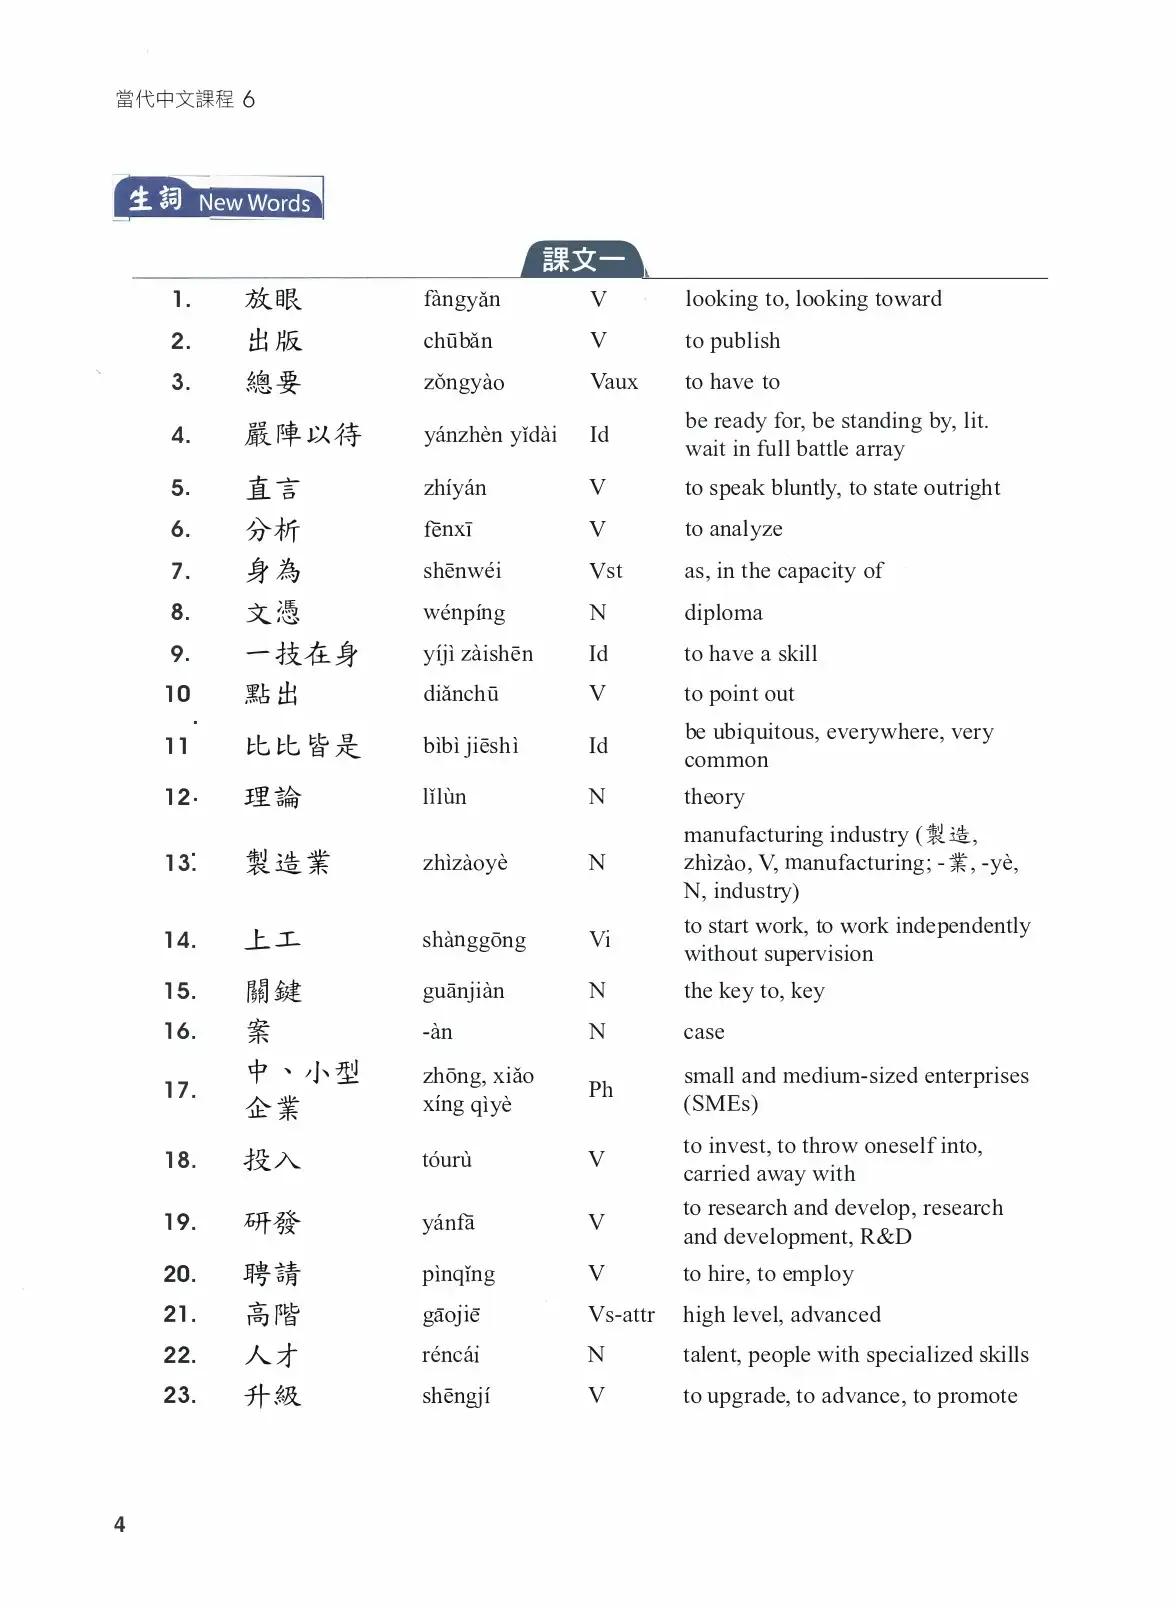 當代中文課程 6
生詞 New Words
課文一
1. 放眼 fàngyǎn V looking to, looking toward
2. 出版 chūbǎn V to publish
3. 總要 zǒngyào Vaux to have to
4. 嚴陣以待 yánzhèn yǐdài Id be ready for, be standing by, lit.
wait in full battle array
5. 直言 zhíyán V to speak bluntly, to state outright
6. 分析 fēnxī V to analyze
7. 身為 shēnwéi Vst as, in the capacity of
8. 文憑 wénpíng N diploma
9. 一技在身 yíjì zàishēn Id to have a skill
10. 點出 diǎnchū V to point out
11 比比皆是 bìbì jiēshì Id be ubiquitous, everywhere, very
common
12. 理論 lǐlùn N theory
13. 製造業 zhìzàoyè N manufacturing industry (製造,
zhìzào, V, manufacturing; -業, -yè,
N, industry)
14. 上工 shànggōng Vi to start work, to work independently
without supervision
15. 關鍵 guānjiàn N the key to, key
16. 案 -àn N case
17. 中、小型 zhōng, xiǎo Ph small and medium-sized enterprises
企業 xíng qìyè (SMEs)
18. 投入 tóurù V to invest, to throw oneself into,
carried away with
19. 研發 yánfā V to research and develop, research
and development, R&D
20. 聘請 pìnqǐng V to hire, to employ
21. 高階 gāojiē Vs-attr high level, advanced
22. 人才 réncái N talent, people with specialized skills
23. 升級 shēngjí V to upgrade, to advance, to promote
4